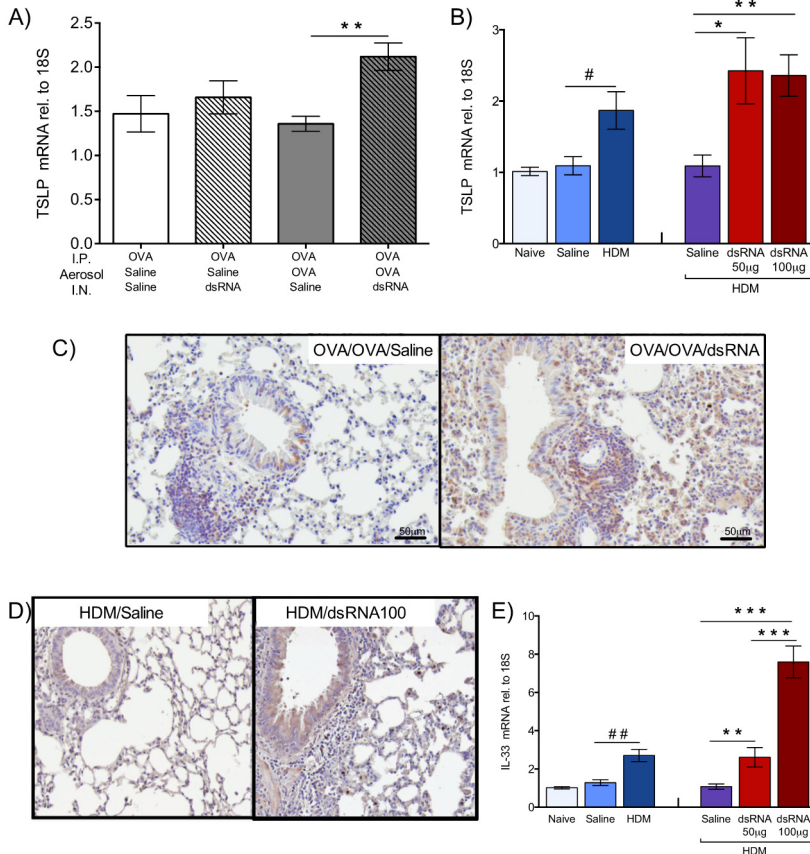 A)
TSLP mRNA rel. to 18S
2.5
2.0
1.5
1.0
0.5
0.0
**
I.P. OVA OVA OVA OVA
Aerosol Saline Saline OVA OVA
I.N. Saline dsRNA Saline dsRNA
B)
TSLP mRNA rel. to 18S
3
2
1
0
#
*
**
Naive Saline HDM Saline dsRNA 50µg dsRNA 100µg
HDM
C)
OVA/OVA/Saline
50µm
OVA/OVA/dsRNA
50µm
D)
HDM/Saline
HDM/dsRNA100
E)
IL-33 mRNA rel. to 18S
10
8
6
4
2
0
##
**
***
***
Naive Saline HDM Saline dsRNA 50µg dsRNA 100µg
HDM